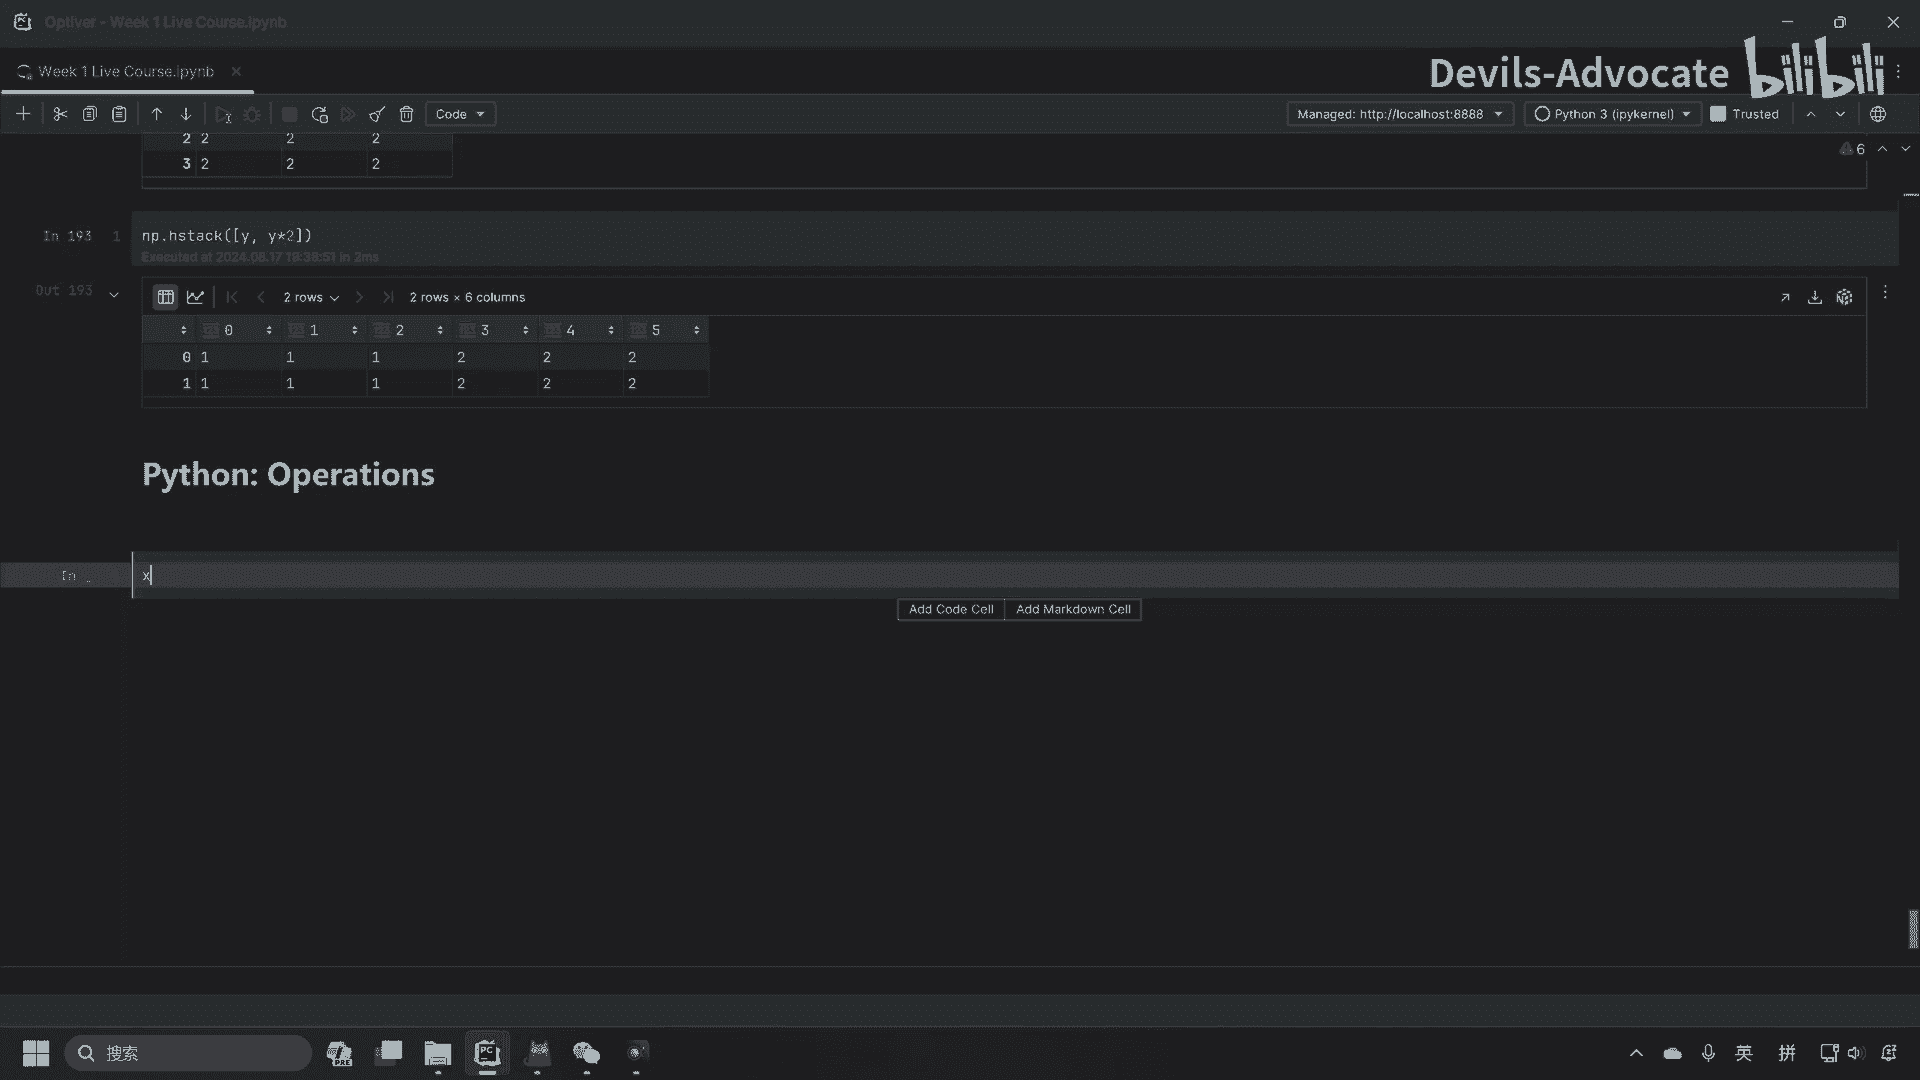 Optiver - Week 1 Live Course.ipynb
Week 1 Live Course.ipynb
Devils-Advocate bilibili
Code
Managed: http://localhost:8888
Python 3 (ipykernel)
Trusted
6
2 2 2 2
3 2 2 2
In 193 1 np.hstack([y, y*2])
Executed at 2024.08.17 19:38:51 in 2ms
Out 193
2 rows
2 rows × 6 columns
0 1 2 3 4 5
0 1 1 1 2 2 2
1 1 1 1 2 2 2
Python: Operations
In _ x
Add Code Cell
Add Markdown Cell
搜索
PRE
PC
英
拼